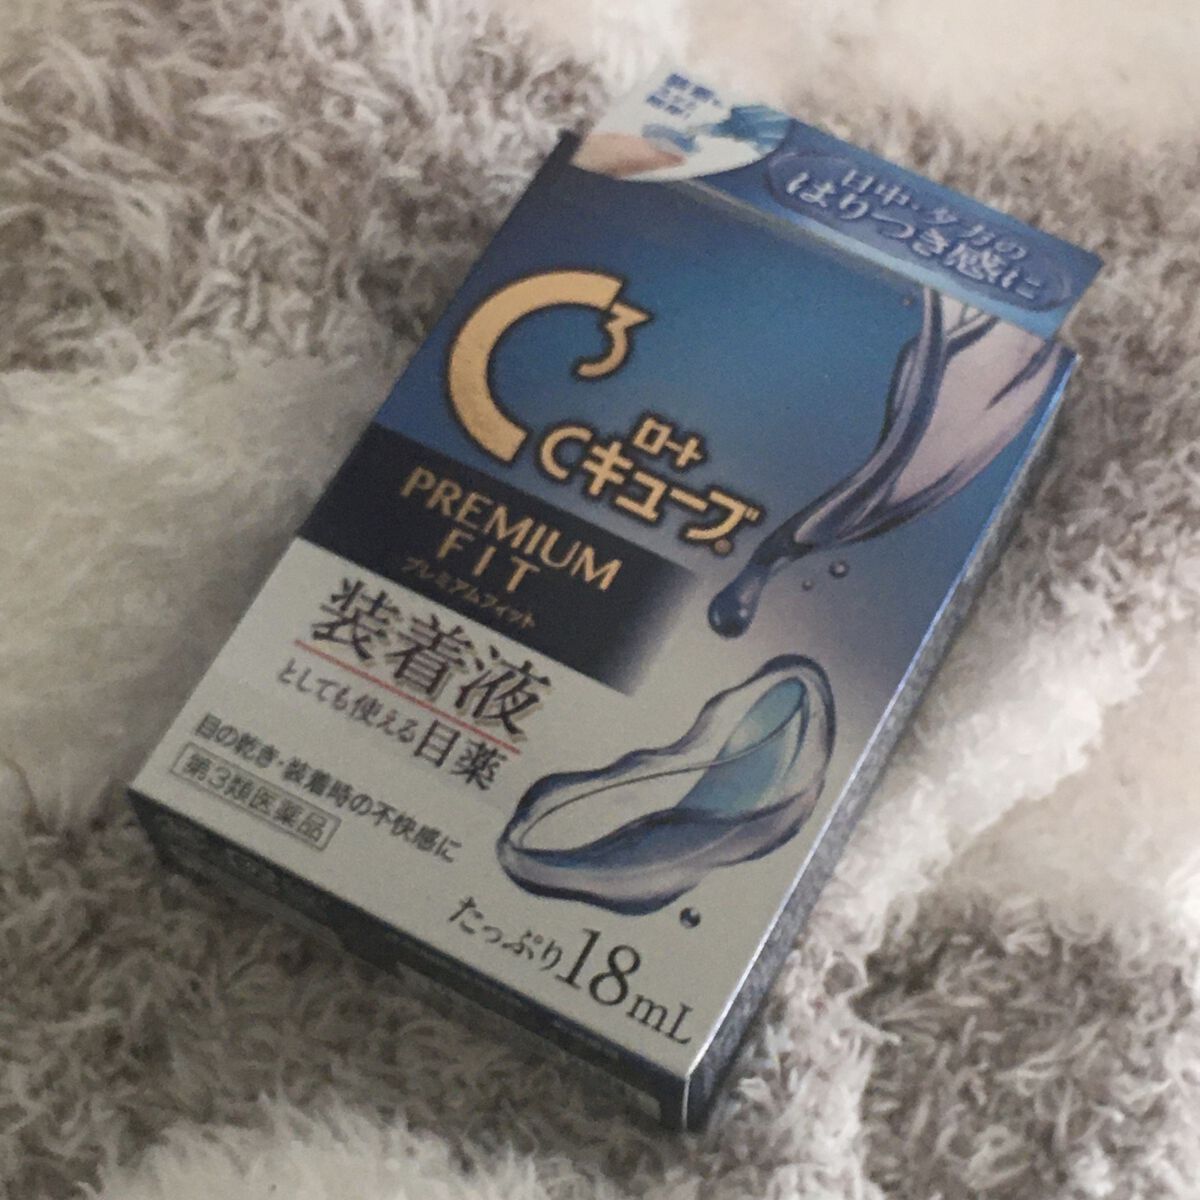 日中・夕方の
はりつき感に
C3
ロート
Cキューブ®
PREMIUM
FIT
プレミアムフィット
装着液
としても使える目薬
目の乾き・装着時の不快感に
第3類医薬品
たっぷり18mL